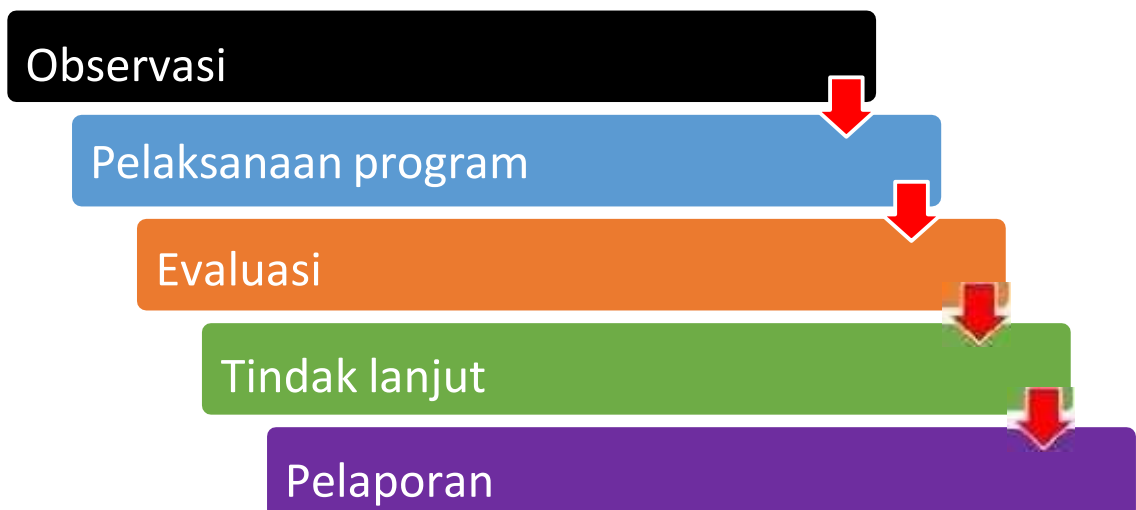 Observasi
Pelaksanaan program
Evaluasi
Tindak lanjut
Pelaporan